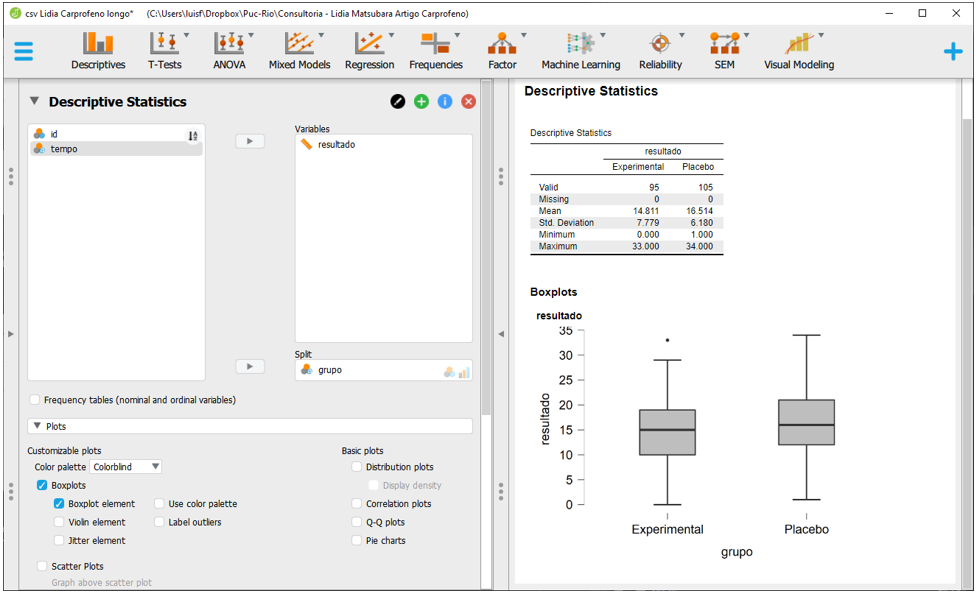 csv Lidia Carprofeno longo* (C:\Users\luisf\Dropbox\Puc-Rio\Consultoria - Lidia Matsubara Artigo Carprofeno)
Descriptives T-Tests ANOVA Mixed Models Regression Frequencies Factor Machine Learning Reliability SEM Visual Modeling
Descriptive Statistics
id
tempo
Variables
resultado
Split
grupo
Frequency tables (nominal and ordinal variables)
Plots
Customizable plots
Color palette Colorblind
Boxplots
Boxplot element Use color palette
Violin element Label outliers
Jitter element
Scatter Plots
Graph above scatter plot
Basic plots
Distribution plots
Display density
Correlation plots
Q-Q plots
Pie charts
Descriptive Statistics
Descriptive Statistics
resultado
Experimental Placebo
Valid 95 105
Missing 0 0
Mean 14.811 16.514
Std. Deviation 7.779 6.180
Minimum 0.000 1.000
Maximum 33.000 34.000
Boxplots
resultado
35
30
25
20
15
10
5
0
resultado
Experimental Placebo
grupo